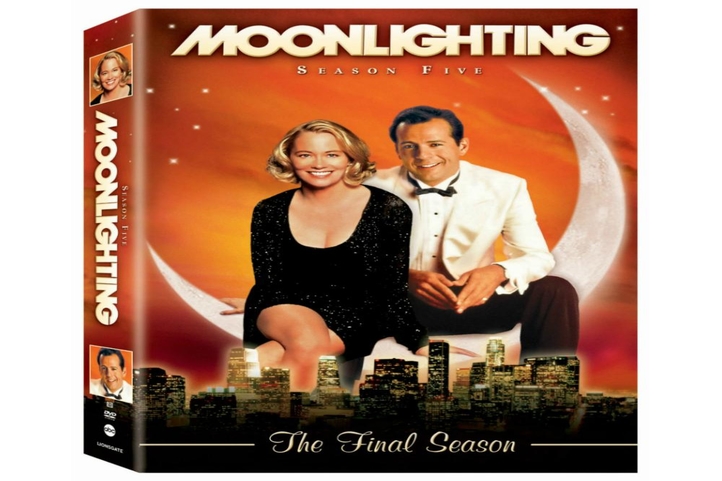 MOONLIGHTING
SEASON FIVE
MOONLIGHTING
SEASON FIVE
The Final Season
DVD
abc
LIONSGATE